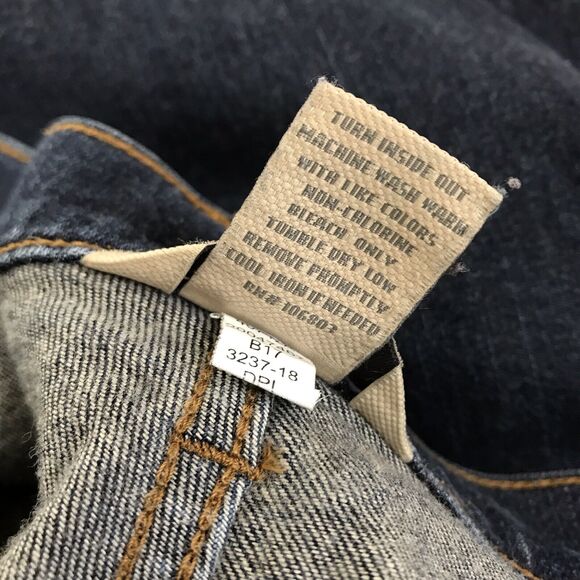 TURN INSIDE OUT
MACHINE WASH WARM
WITH LIKE COLORS
NON-CHLORINE
BLEACH ONLY
TUMBLE DRY LOW
REMOVE PROMPTLY
COOL IRON IF NEEDED
RN# 106903
B17
3237-18
DPI